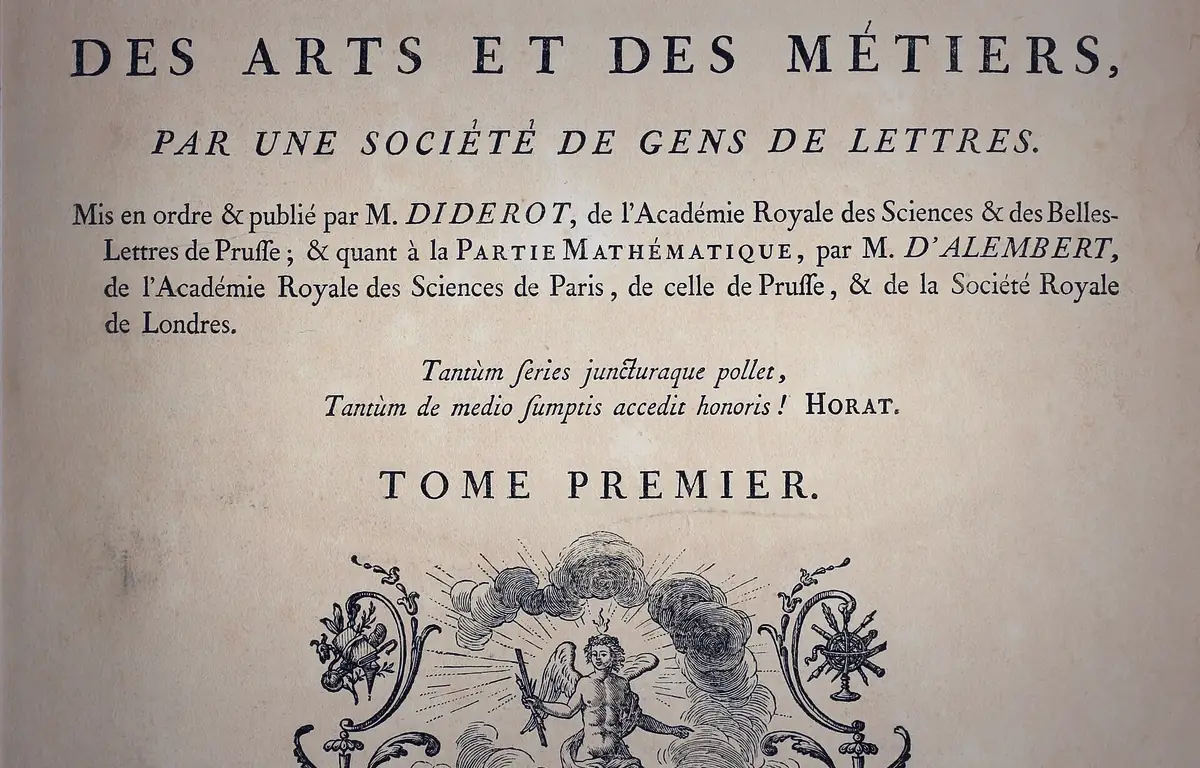 DES ARTS ET DES MÉTIERS,
PAR UNE SOCIÉTÉ DE GENS DE LETTRES.
Mis en ordre & publié par M. DIDEROT, de l'Académie Royale des Sciences & des Belles-
Lettres de Pruſſe ; & quant à la PARTIE MATHÉMATIQUE, par M. D'ALEMBERT,
de l'Académie Royale des Sciences de Paris, de celle de Pruſſe, & de la Société Royale
de Londres.
Tantùm ſeries juncturaque pollet,
Tantùm de medio ſumptis accedit honoris ! HORAT.
TOME PREMIER.